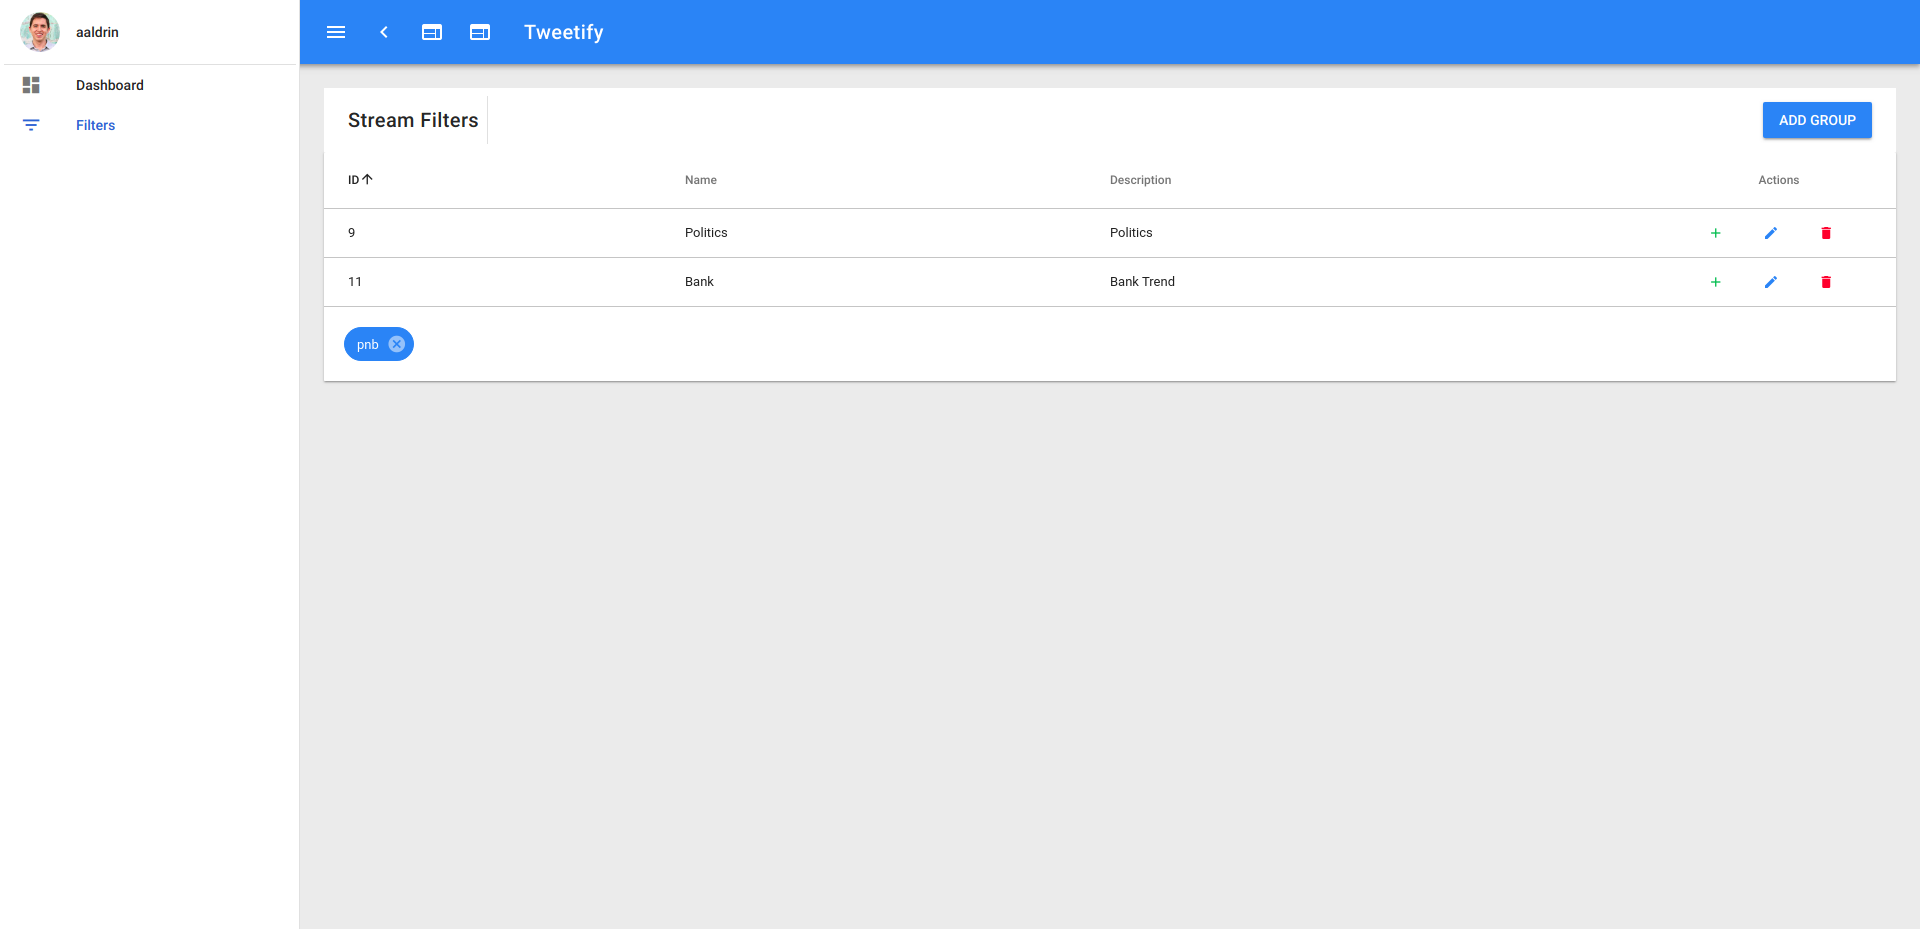 aaldrin
Dashboard
Filters
Tweetify
Stream Filters
ADD GROUP
ID Name Description Actions
9 Politics Politics
11 Bank Bank Trend
pnb